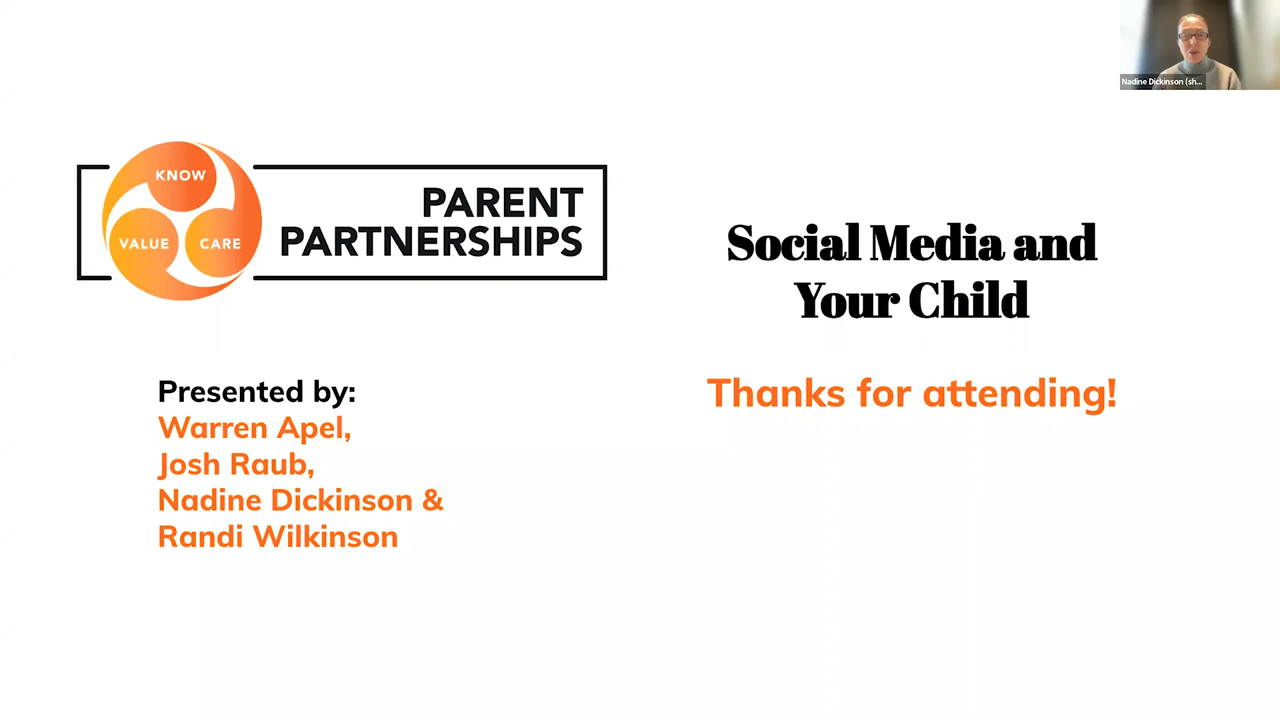 Nadine Dickinson (sh...
KNOW
VALUE
CARE
PARENT
PARTNERSHIPS
Social Media and
Your Child
Thanks for attending!
Presented by:
Warren Apel,
Josh Raub,
Nadine Dickinson &
Randi Wilkinson